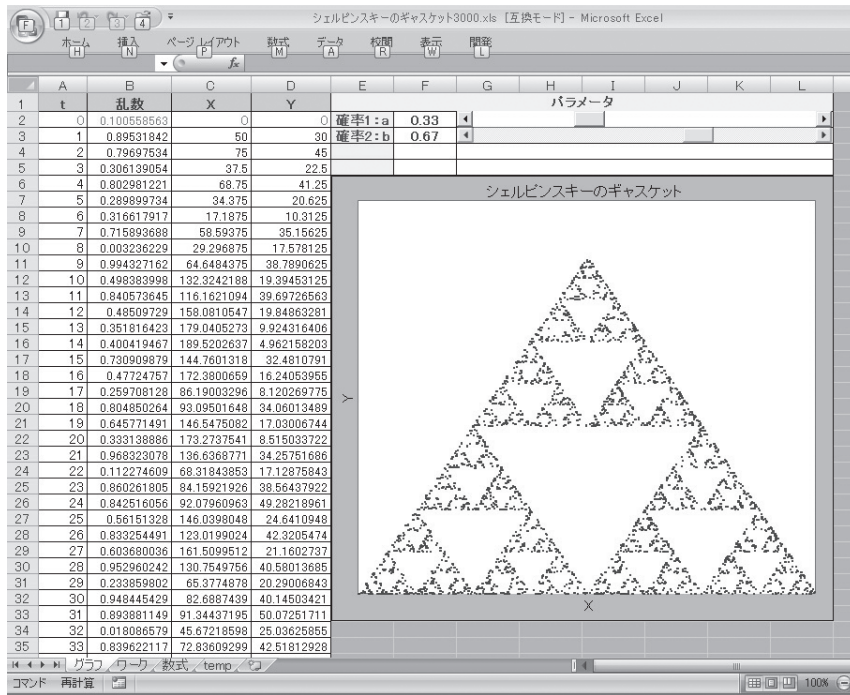 シェルピンスキーのギャスケット3000.xls [互換モード] - Microsoft Excel
F 1 2 3 4
ホーム 挿入 ページ レイアウト 数式 データ 校閲 表示 開発
H N P M A R W L
fx
A B C D E F G H I J K L
1 t 乱数 X Y パラメータ
2 0 0.100558563 0 0 確率1:a 0.33
3 1 0.89531842 50 30 確率2:b 0.67
4 2 0.79697534 75 45
5 3 0.306139054 37.5 22.5
6 4 0.802981221 68.75 41.25
シェルピンスキーのギャスケット
7 5 0.289899734 34.375 20.625
8 6 0.316617917 17.1875 10.3125
9 7 0.715893688 58.59375 35.15625
10 8 0.003236229 29.296875 17.578125
11 9 0.994327162 64.6484375 38.7890625
12 10 0.498383998 132.3242188 19.39453125
13 11 0.840573645 116.1621094 39.69726563
14 12 0.48509729 158.0810547 19.84863281
15 13 0.351816423 179.0405273 9.924316406
16 14 0.400419467 189.5202637 4.962158203
17 15 0.730909879 144.7601318 32.4810791
18 16 0.47724757 172.3800659 16.24053955
19 17 0.259708128 86.19003296 8.120269775
20 18 0.804850264 93.09501648 34.06013489
Y
21 19 0.645771491 146.5475082 17.03006744
22 20 0.333138886 173.2737541 8.515033722
23 21 0.968323078 136.6368771 34.25751686
24 22 0.112274609 68.31843853 17.12875843
25 23 0.860261805 84.15921926 38.56437922
26 24 0.842516056 92.07960963 49.28218961
27 25 0.56151328 146.0398048 24.6410948
28 26 0.833254491 123.0199024 42.3205474
29 27 0.603680036 161.5099512 21.1602737
30 28 0.952960242 130.7549756 40.58013685
31 29 0.233859802 65.3774878 20.29006843
32 30 0.948445429 82.6887439 40.14503421
X
33 31 0.893881149 91.34437195 50.07251711
34 32 0.018086579 45.67218598 25.03625855
35 33 0.839622117 72.83609299 42.51812928
グラフ ワーク 数式 temp
コマンド 再計算 100%